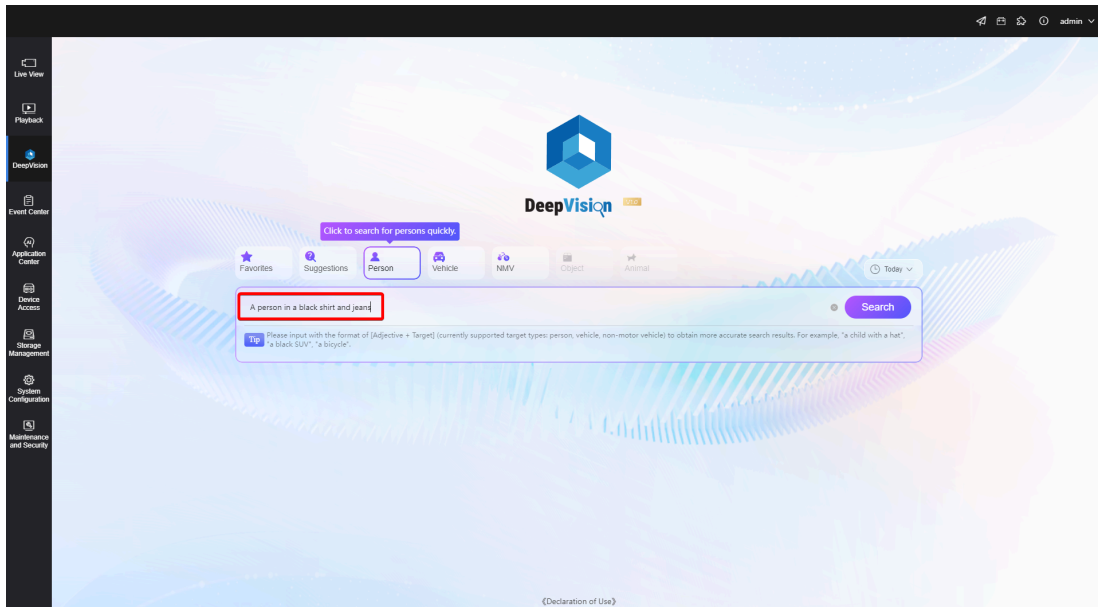 admin
Live View
Playback
DeepVision
Event Center
Application
Center
Device
Access
Storage
Management
System
Configuration
Maintenance
and Security
DeepVision
Click to search for persons quickly.
Favorites
Suggestions
Person
Vehicle
NMV
Object
Animal
Today
A person in a black shirt and jeans
Search
Tip Please input with the format of [Adjective + Target] (currently supported target types: person, vehicle, non-motor vehicle) to obtain more accurate search results. For example, "a child with a hat",
"a black SUV", "a bicycle".
《Declaration of Use》